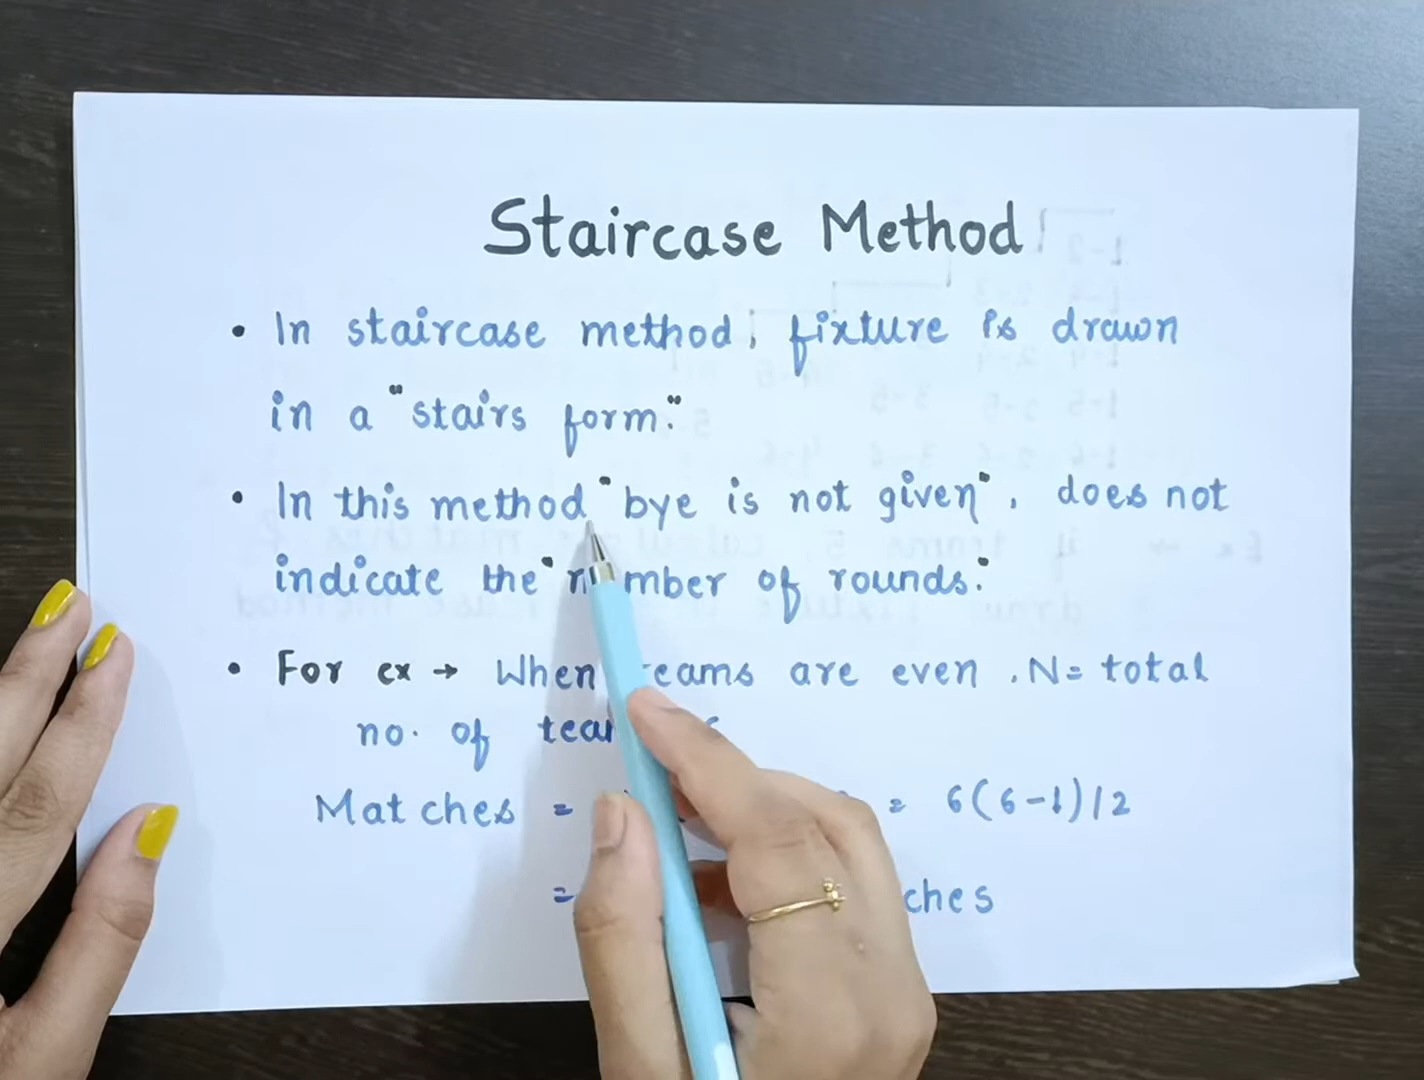 Staircase Method
• In staircase method, fixture is drawn
in a "stairs form."
• In this method "bye is not given", does not
indicate the "number of rounds."
• For ex → When teams are even . N = total
no. of
Matches = = 6(6-1)/2
=